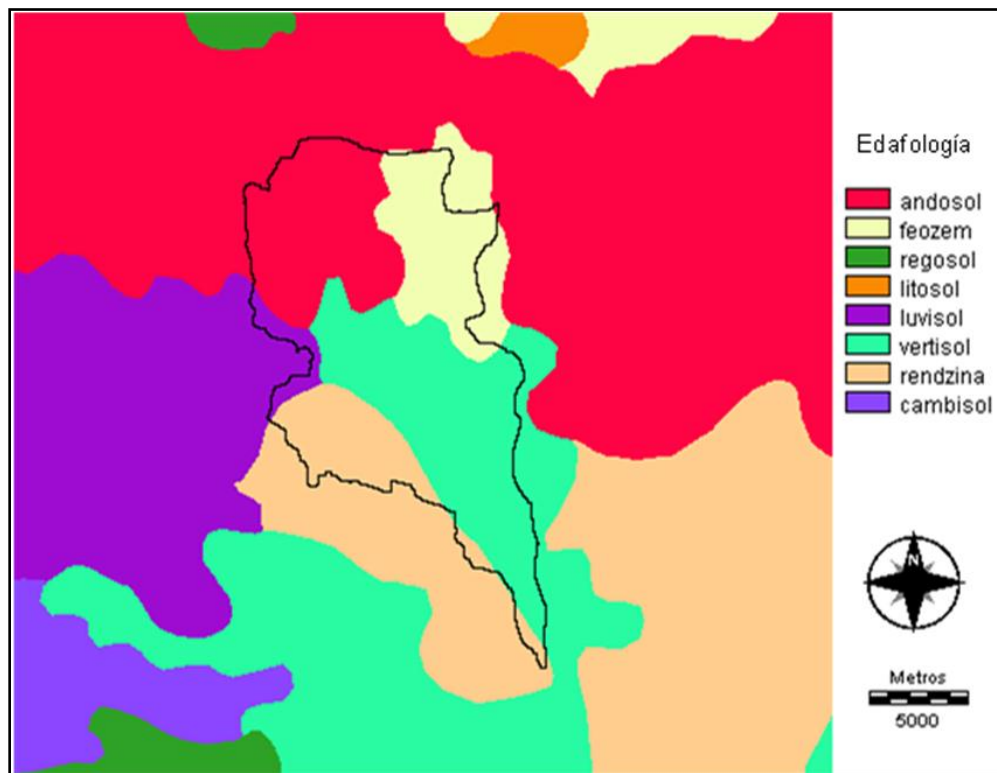 Edafología
andosol
feozem
regosol
litosol
luvisol
vertisol
rendzina
cambisol
N
Metros
5000